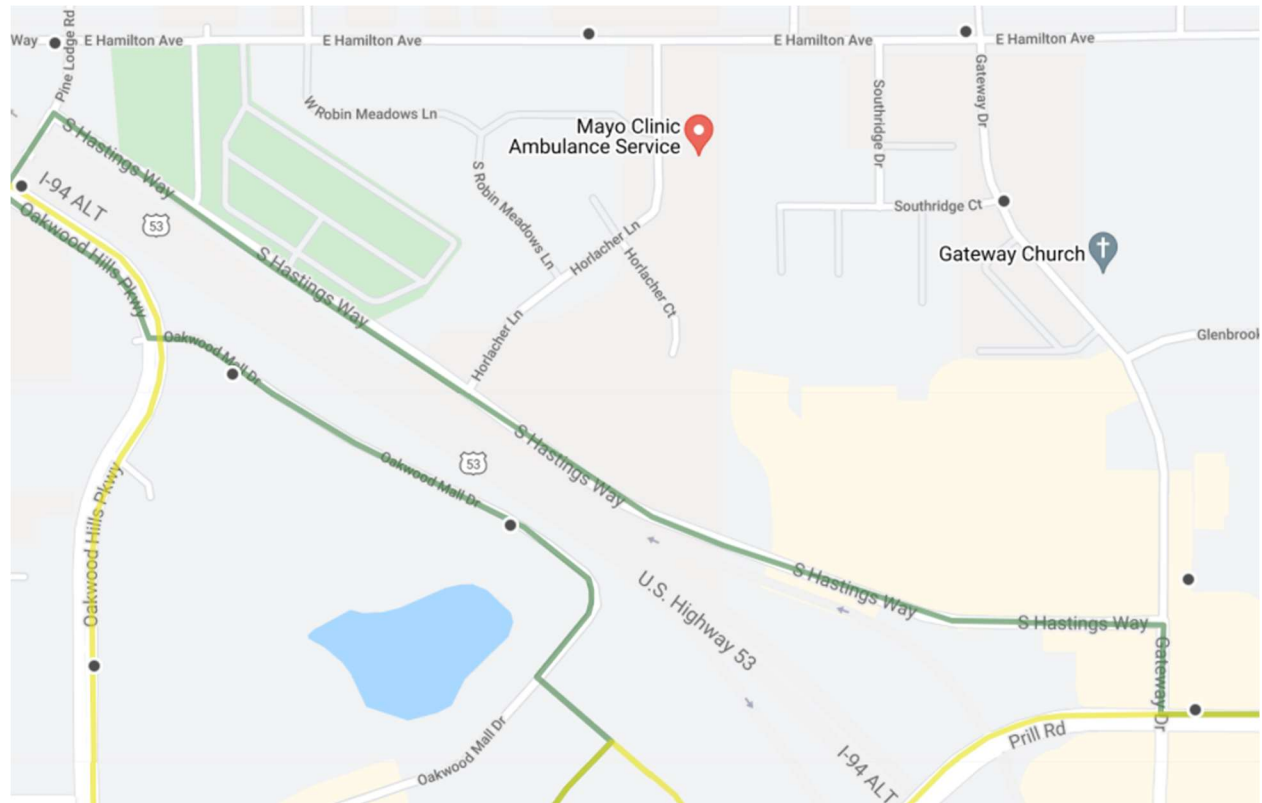 Way
E Hamilton Ave
E Hamilton Ave
E Hamilton Ave
E Hamilton Ave
Pine Lodge Rd
Gateway Dr
Southridge Dr
W Robin Meadows Ln
Mayo Clinic
Ambulance Service
S Hastings Way
I-94 ALT
53
S Robin Meadows Ln
Southridge Ct
Oakwood Hills Pkwy
Horlacher Ln
Gateway Church
S Hastings Way
Horlacher Ct
Glenbrook
Oakwood Mall Dr
Horlacher Ln
53
S Hastings Way
Oakwood Mall Dr
Oakwood Hills Pkwy
S Hastings Way
U.S. Highway 53
S Hastings Way
Gateway Dr
Oakwood Mall Dr
Prill Rd
I-94 ALT